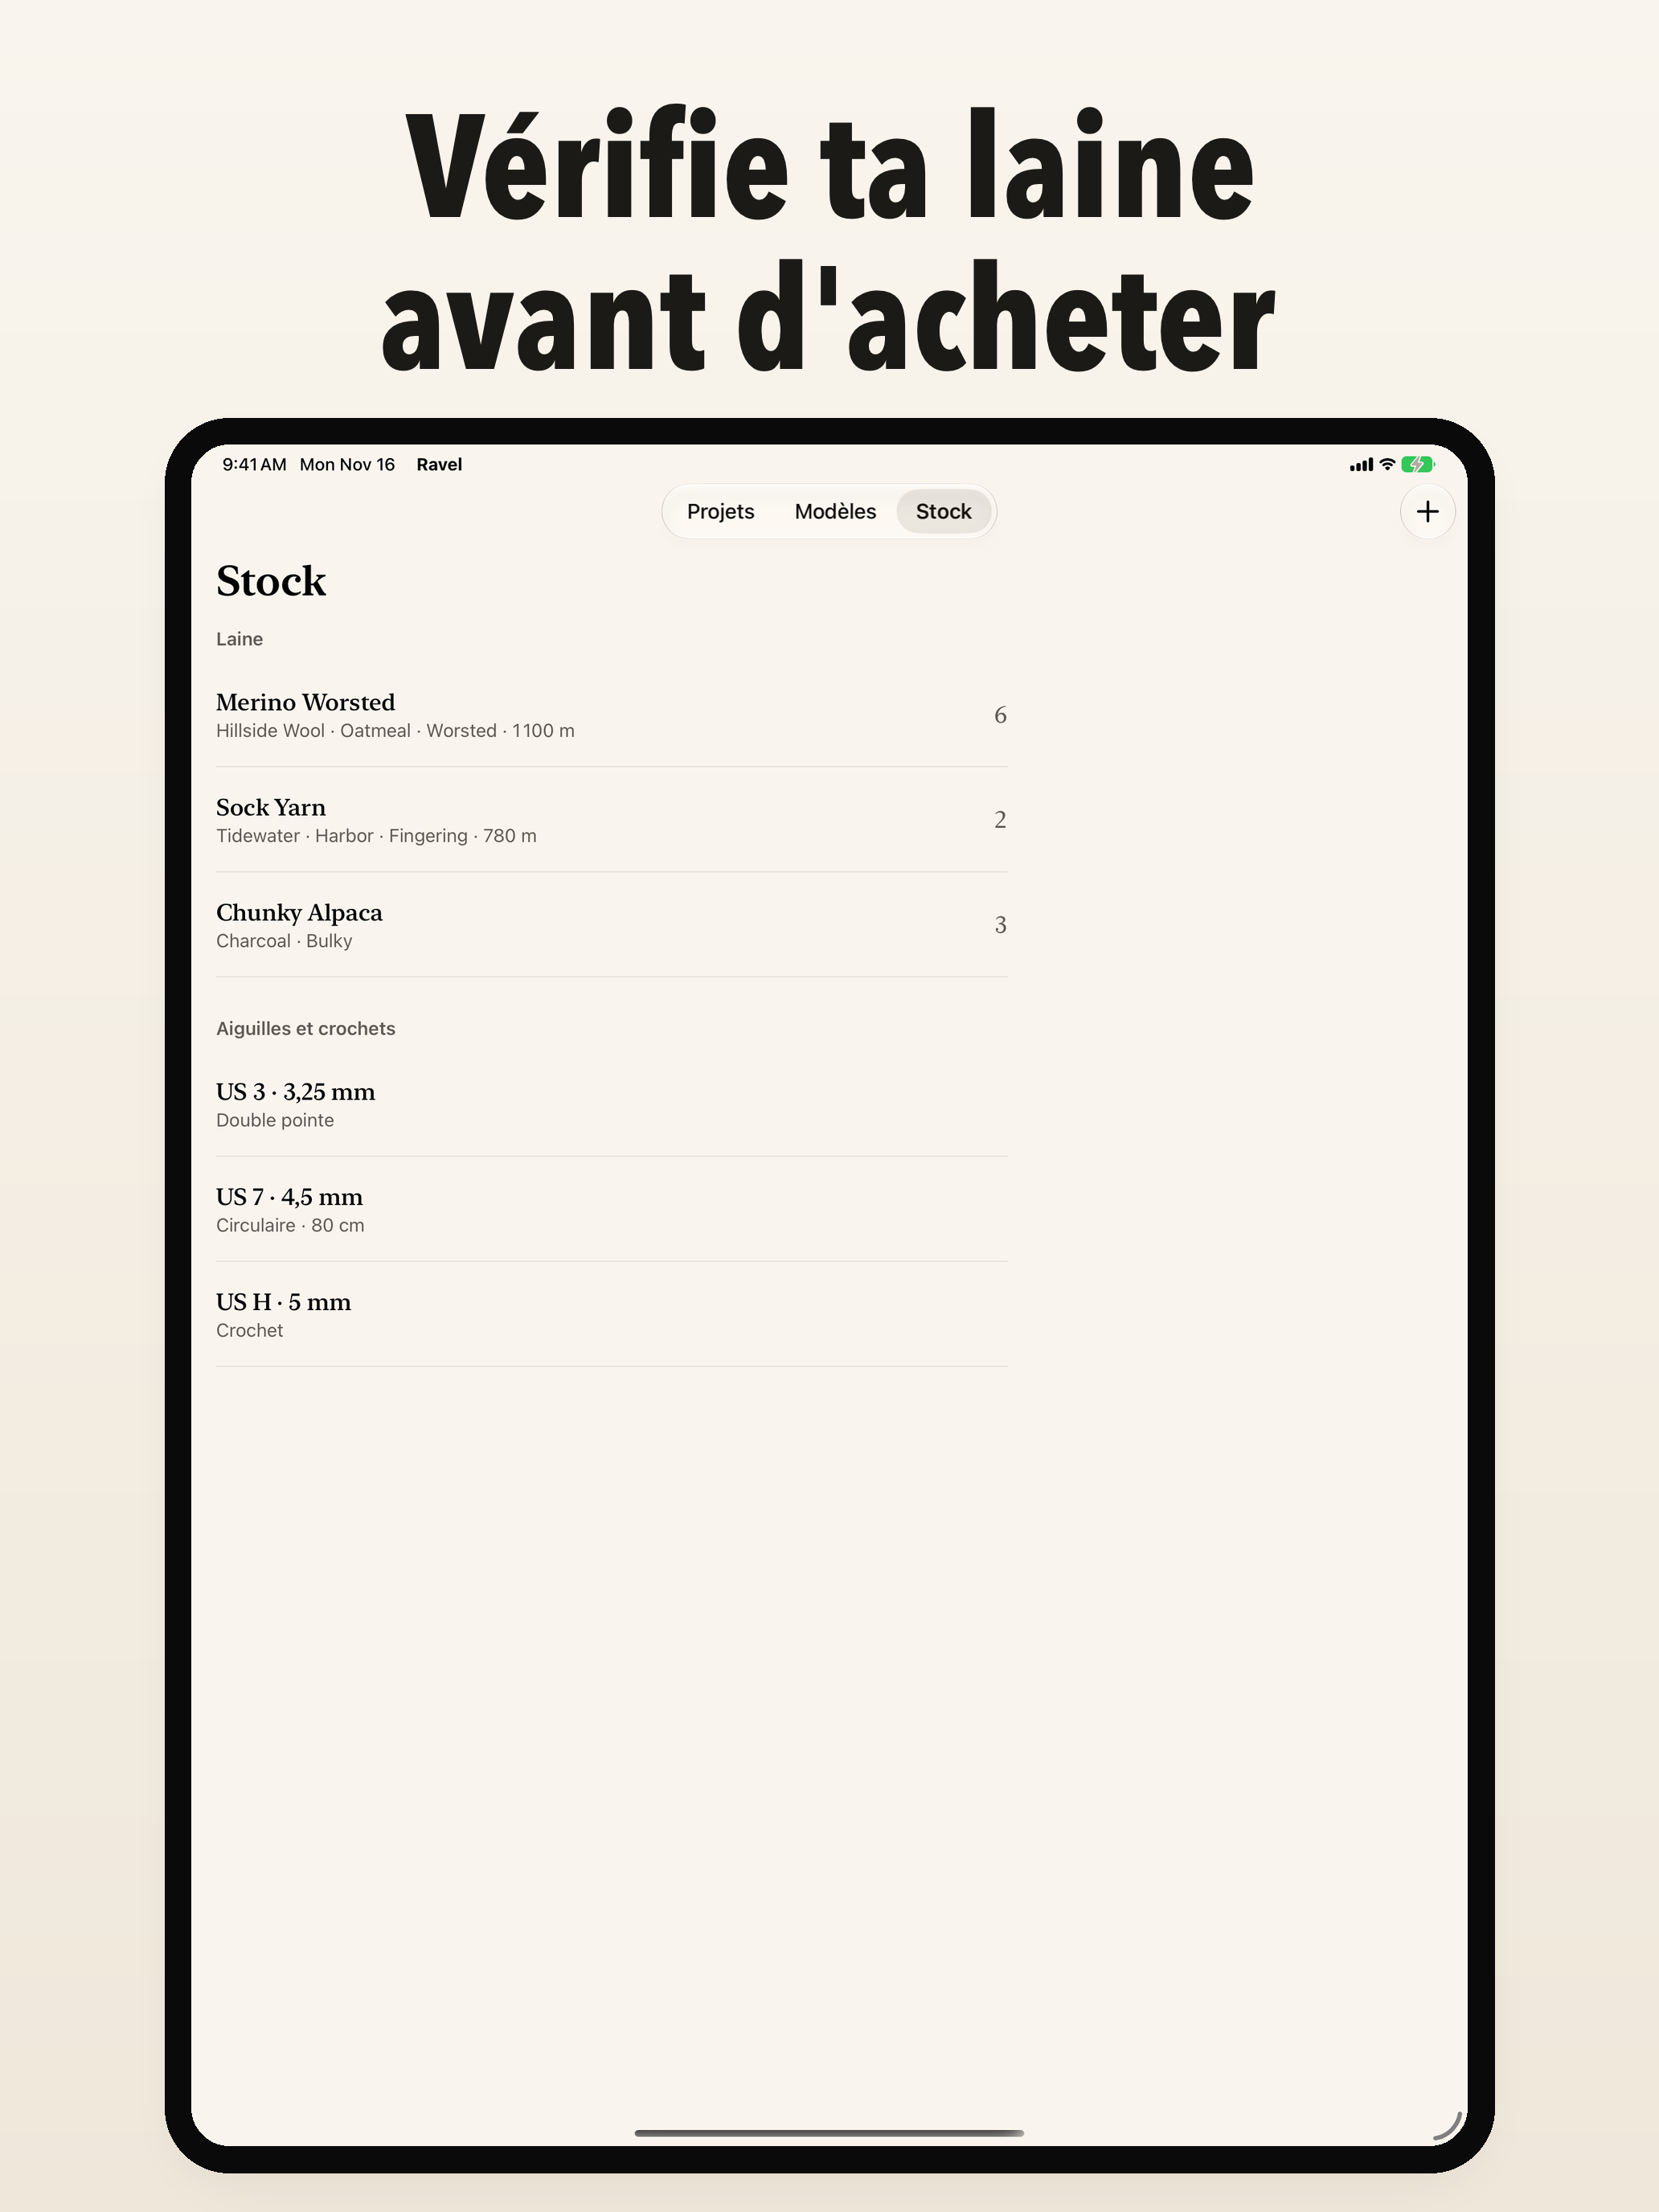 Vérifie ta laine
avant d'acheter
9:41 AM Mon Nov 16 Ravel
Projets Modèles Stock
Stock
Laine
Merino Worsted
Hillside Wool · Oatmeal · Worsted · 1100 m
6
Sock Yarn
Tidewater · Harbor · Fingering · 780 m
2
Chunky Alpaca
Charcoal · Bulky
3
Aiguilles et crochets
US 3 · 3,25 mm
Double pointe
US 7 · 4,5 mm
Circulaire · 80 cm
US H · 5 mm
Crochet